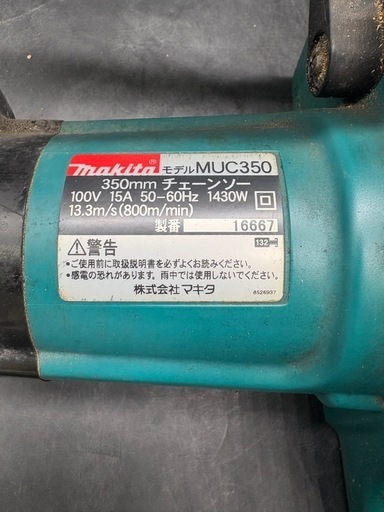 makita® モデル MUC350
350mm チェーンソー
100V 15A 50-60Hz 1430W
13.3m/s(800m/min)
製番 16667
132
⚠警告
•ご使用前に取扱説明書を必ずよくお読みください。
•感電の恐れがあります。雨中では使用しないでください。
株式会社 マキタ
8526937